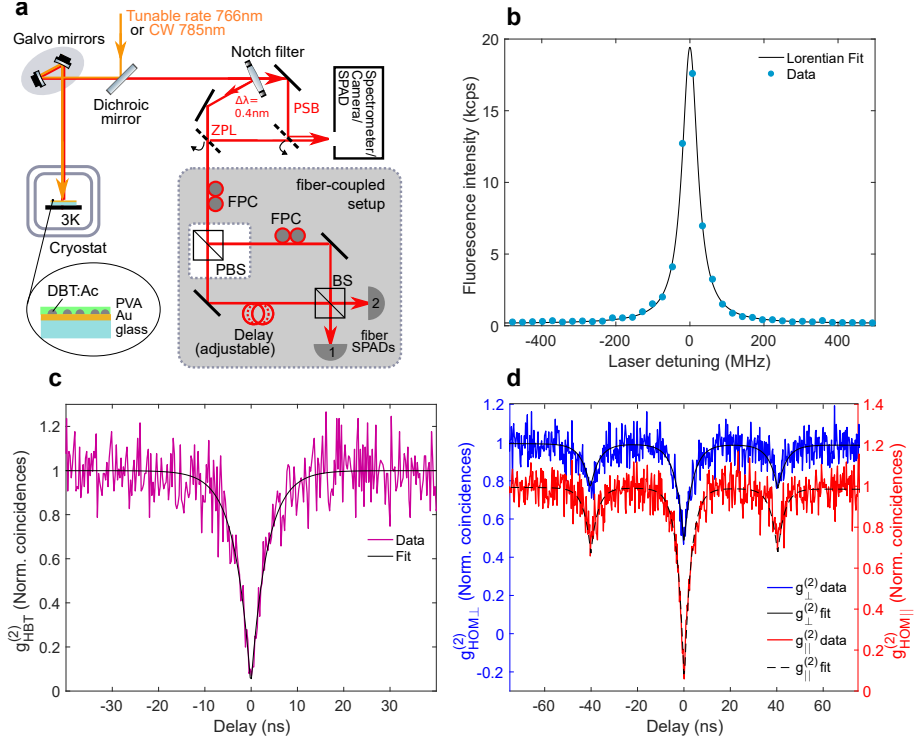 a
Tunable rate 766nm
or CW 785nm
Galvo mirrors
Dichroic
mirror
Notch filter
Δλ=
0.4nm
PSB
ZPL
Spectrometer/
Camera/
SPAD
3K
Cryostat
DBT:Ac
PVA
Au
glass
fiber-coupled
setup
FPC
FPC
PBS
BS
2
Delay
(adjustable)
1
fiber
SPADs
b
Fluorescence intensity (kcps)
20
15
10
5
0
Lorentian Fit
Data
-400
-200
0
200
400
Laser detuning (MHz)
c
g(2)HBT (Norm. coincidences)
1.2
1
0.8
0.6
0.4
0.2
0
Data
Fit
-30
-20
-10
0
10
20
30
Delay (ns)
d
g(2)HOM⊥ (Norm. coincidences)
1.2
1
0.8
0.6
0.4
0.2
0
-0.2
g(2)⊥ data
g(2)⊥ fit
g(2)|| data
g(2)|| fit
1.4
1.2
1
0.8
0.6
0.4
0.2
0
g(2)HOM|| (Norm. coincidences)
-60
-40
-20
0
20
40
60
Delay (ns)